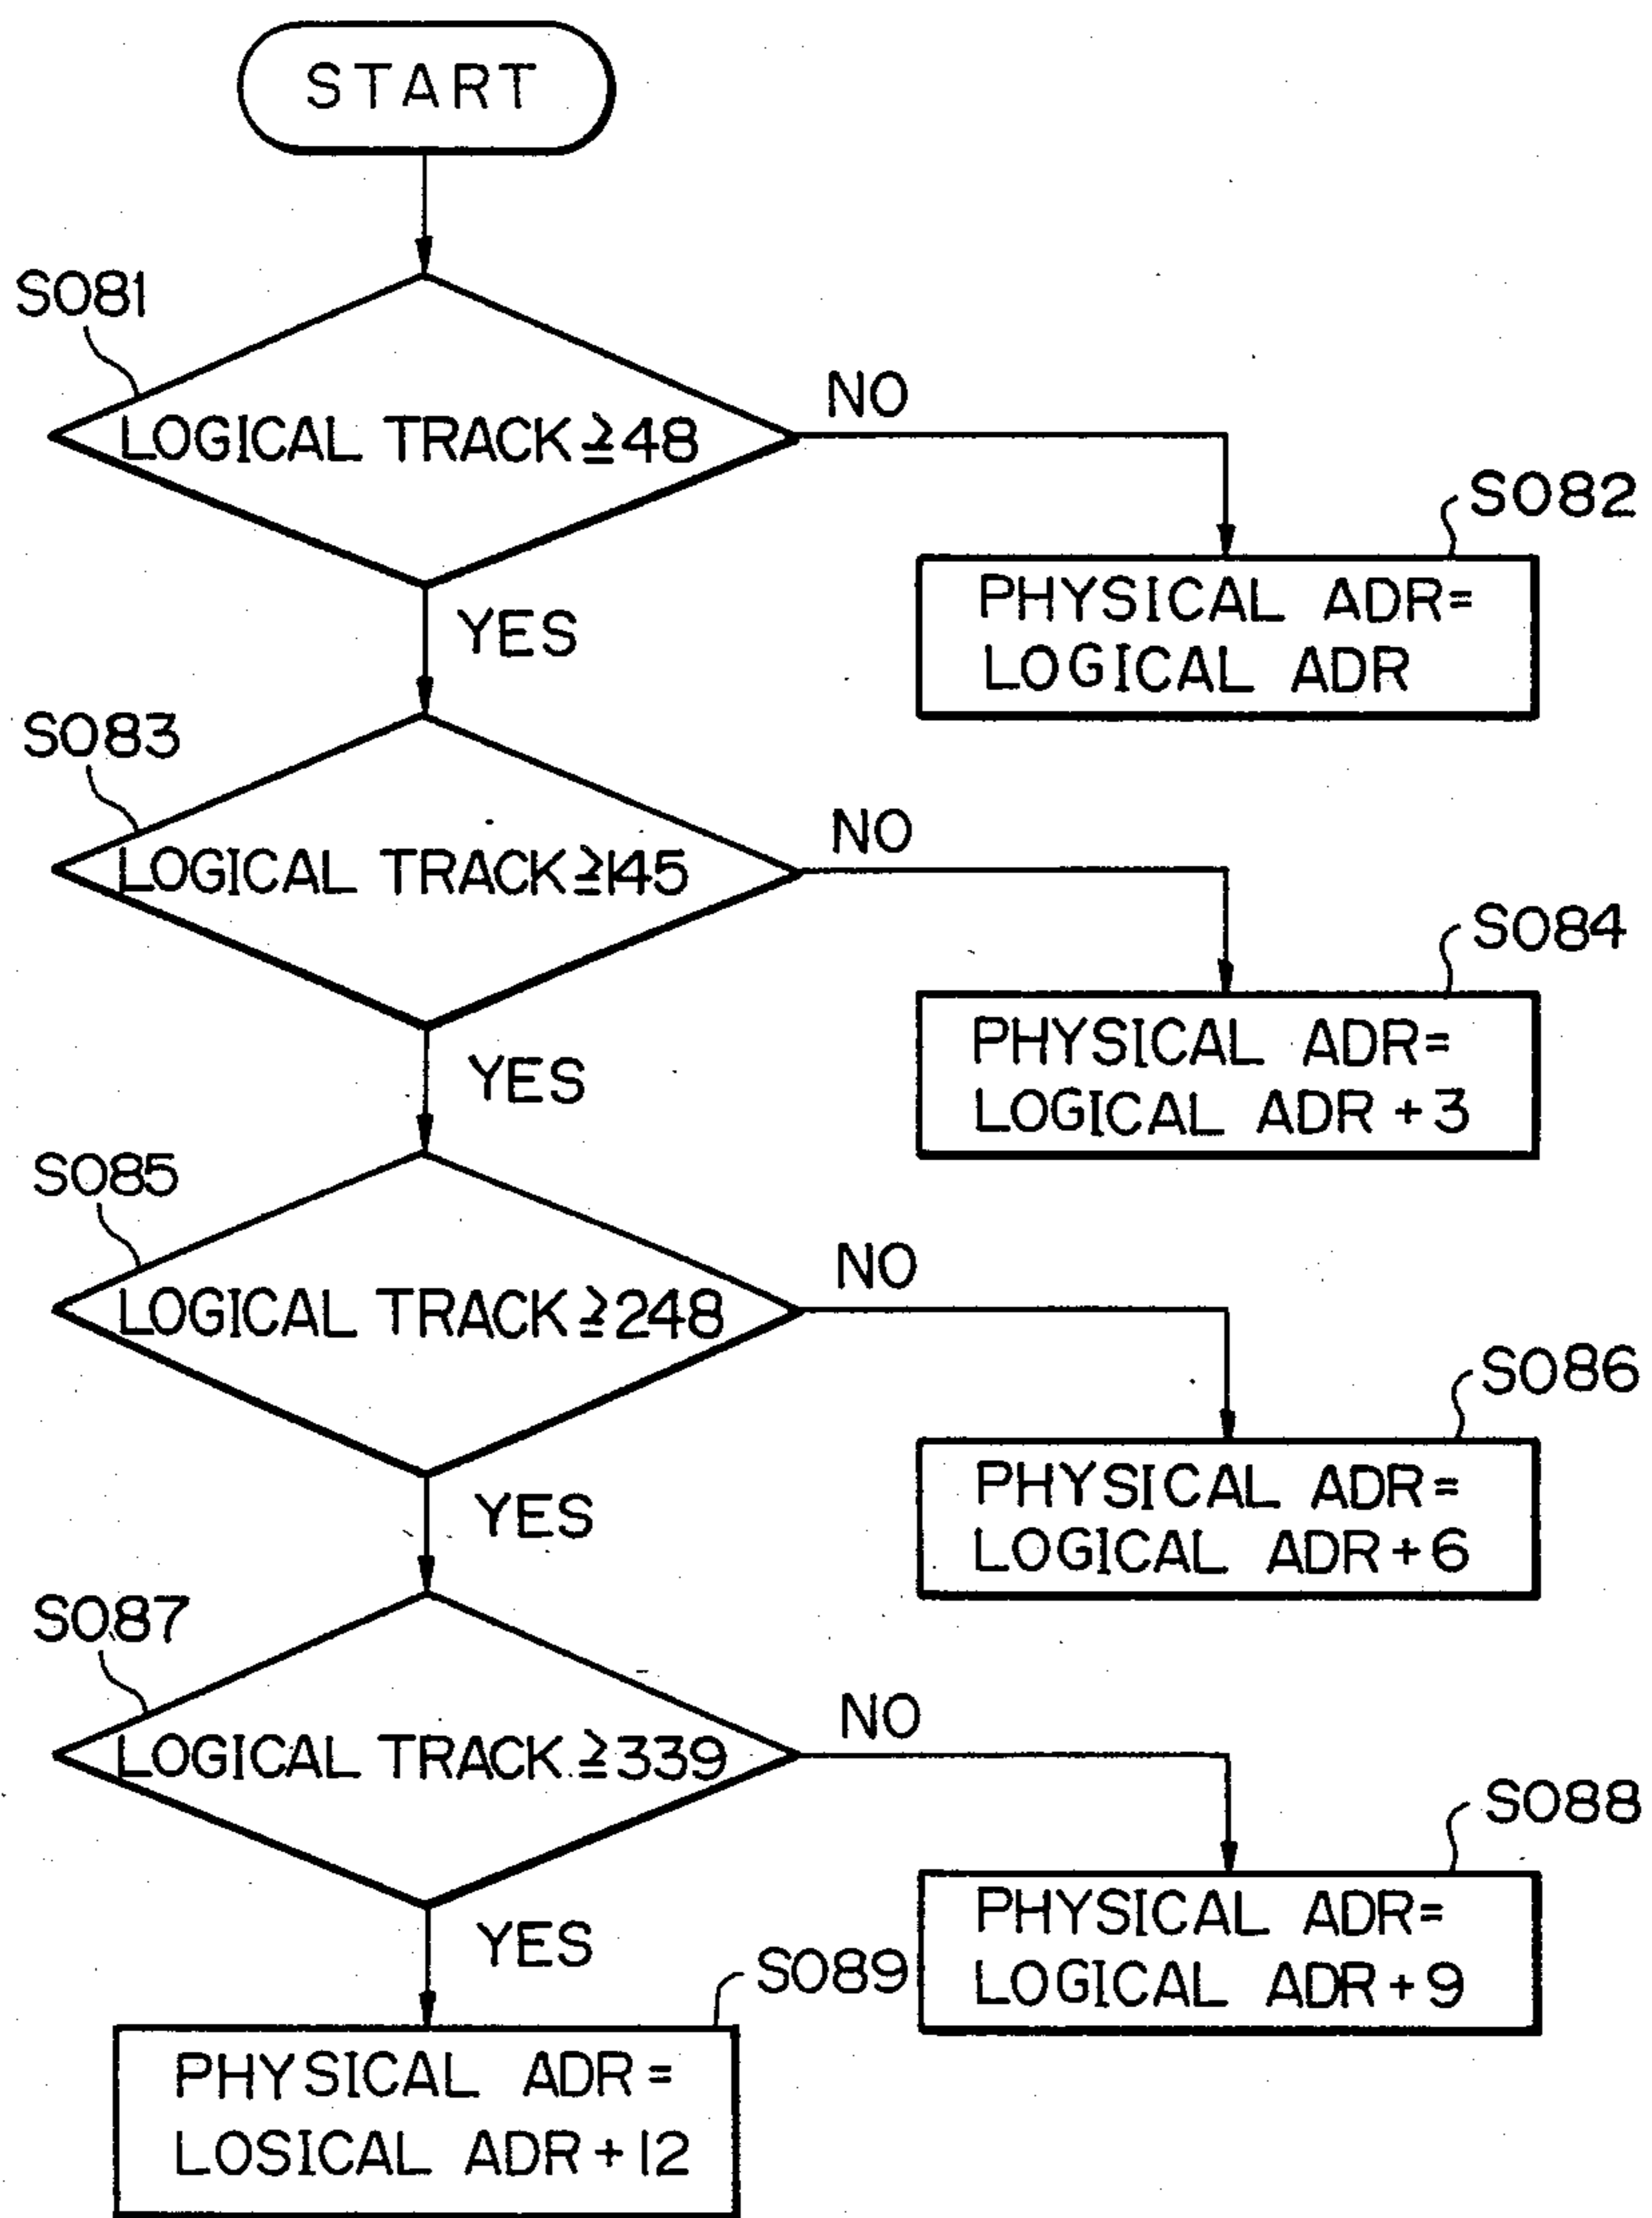 START
S081
LOGICAL TRACK≧48
NO
S082
PHYSICAL ADR=
LOGICAL ADR
YES
S083
LOGICAL TRACK≧145
NO
S084
PHYSICAL ADR=
LOGICAL ADR+3
YES
S085
LOGICAL TRACK≧248
NO
S086
PHYSICAL ADR=
LOGICAL ADR+6
YES
S087
LOGICAL TRACK≧339
NO
S088
PHYSICAL ADR=
LOGICAL ADR+9
YES
S089
PHYSICAL ADR=
LOSICAL ADR+12